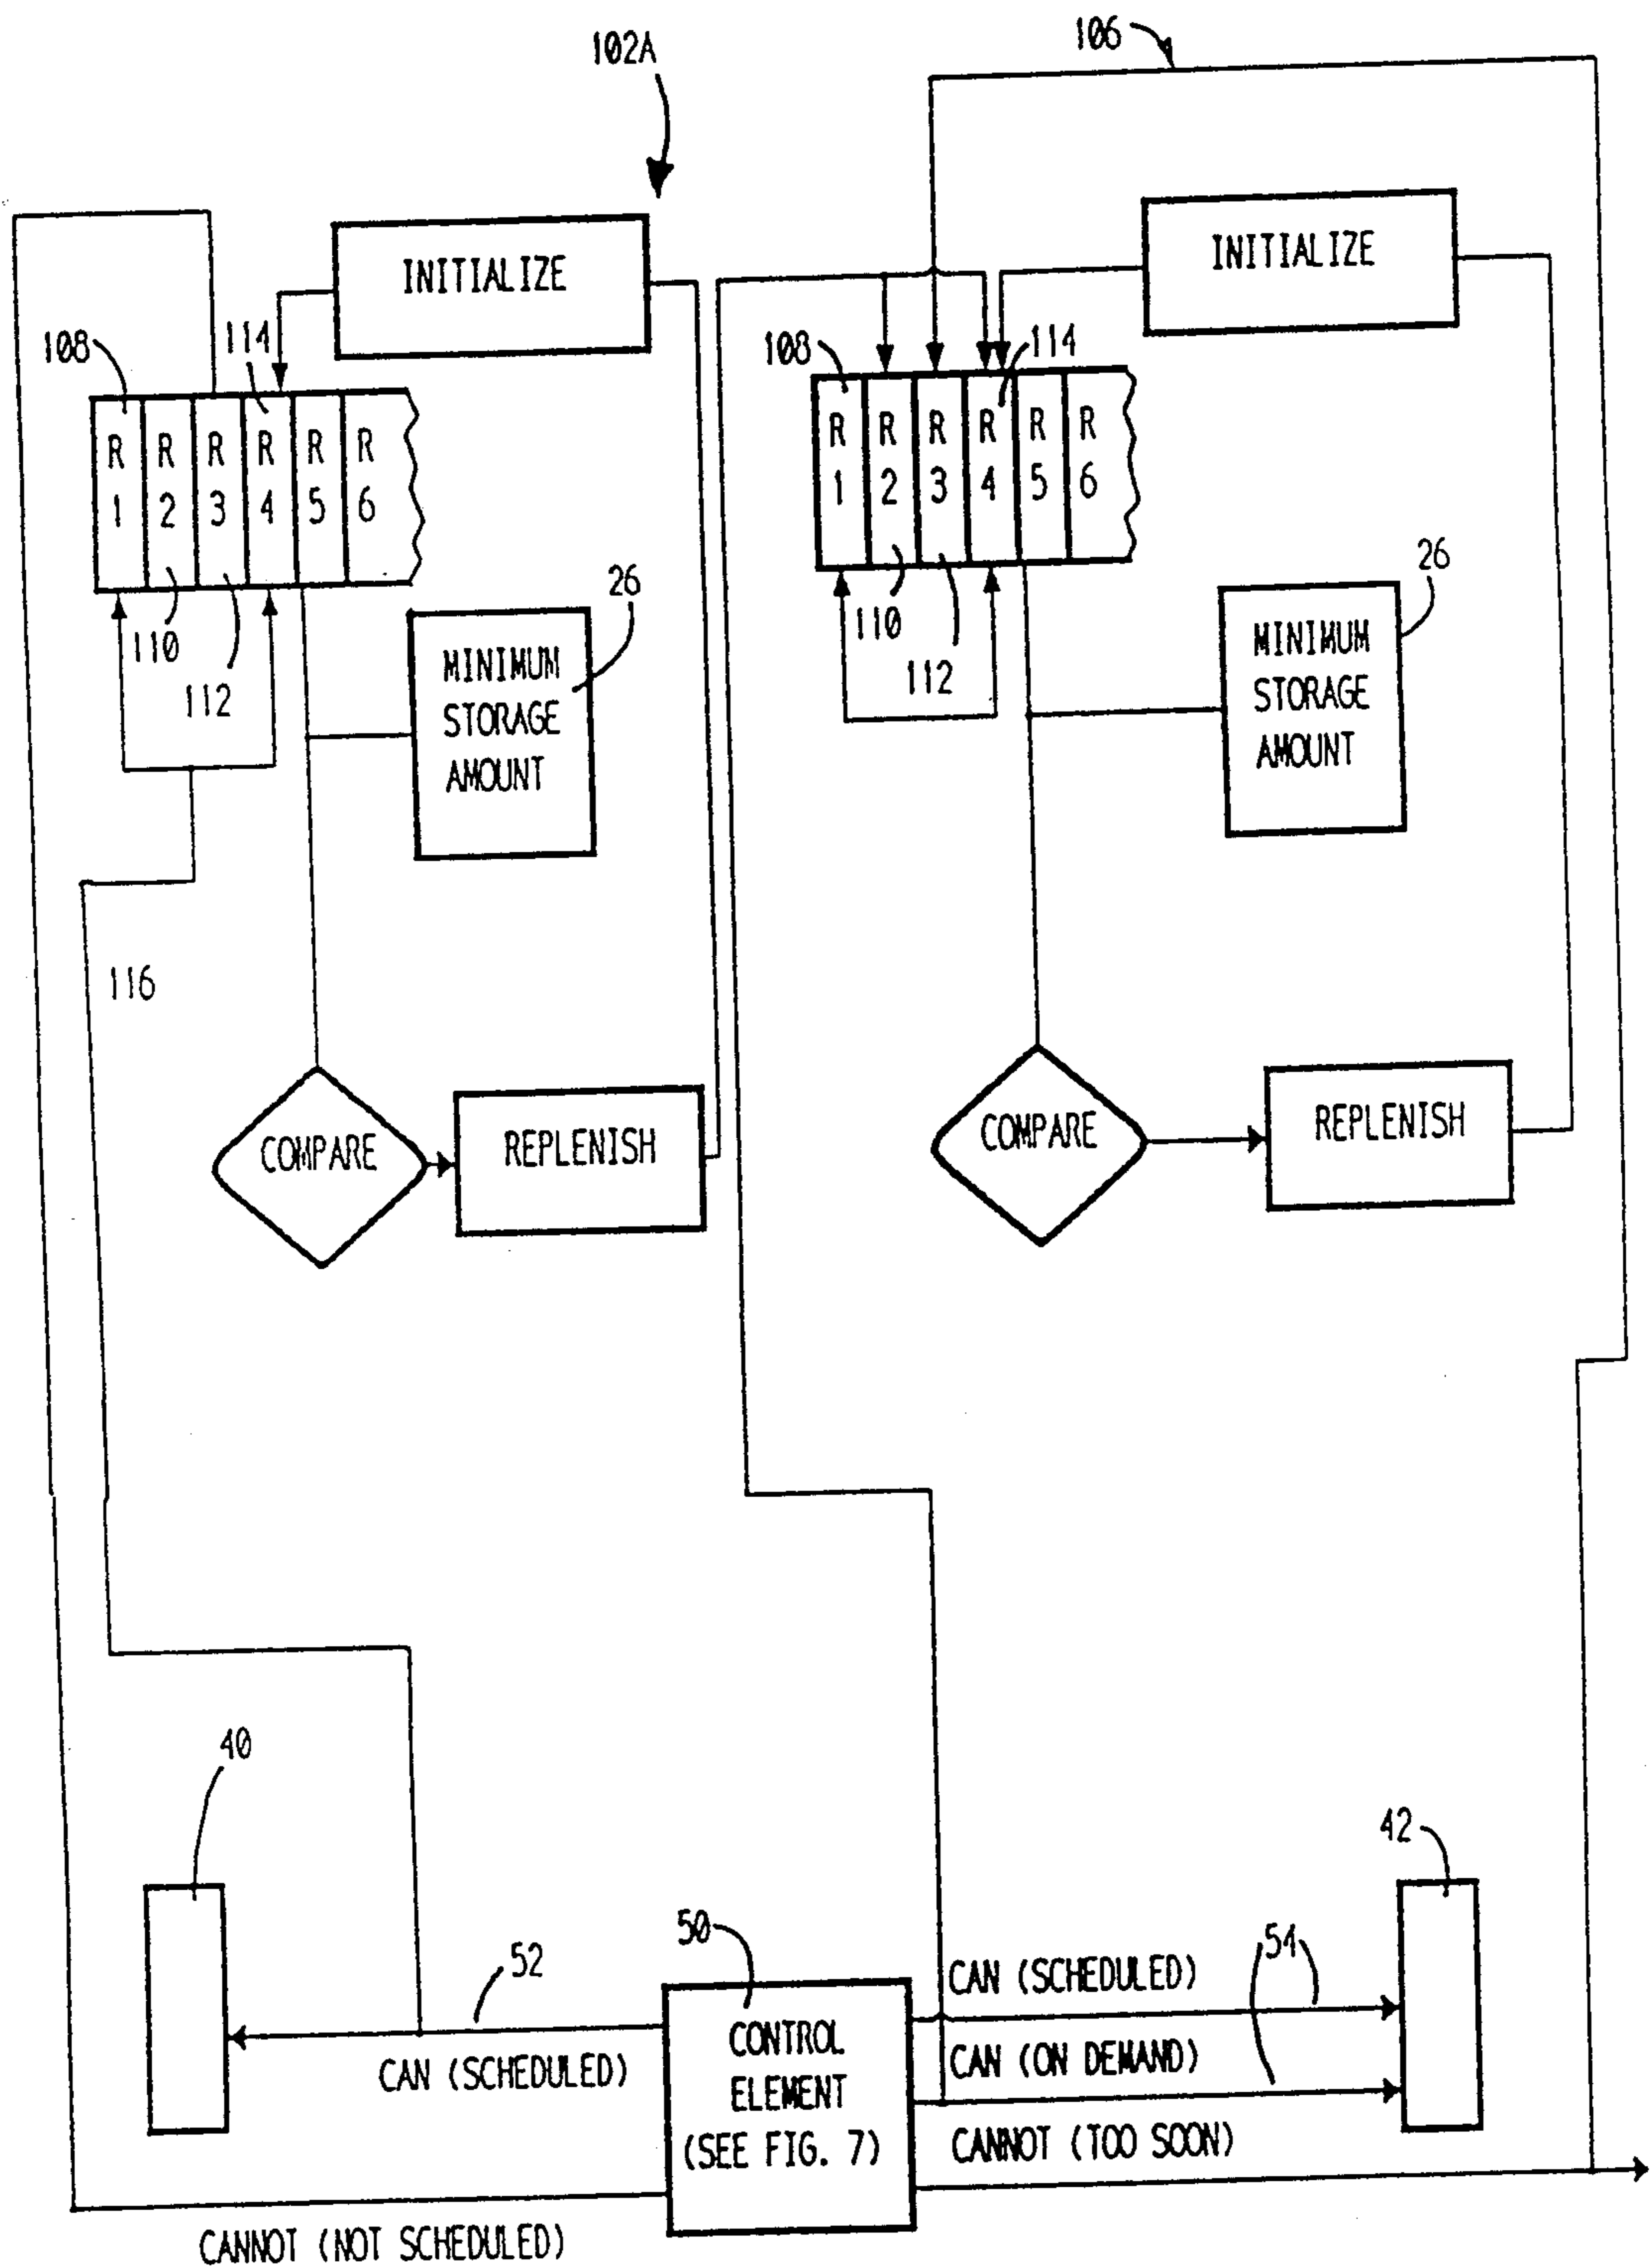 102A
106
INITIALIZE
INITIALIZE
108
114
108
114
R 1
R 2
R 3
R 4
R 5
R 6
R 1
R 2
R 3
R 4
R 5
R 6
110
112
26
MINIMUM
STORAGE
AMOUNT
110
112
26
MINIMUM
STORAGE
AMOUNT
116
COMPARE
REPLENISH
COMPARE
REPLENISH
40
42
50
52
54
CAN (SCHEDULED)
CONTROL
ELEMENT
(SEE FIG. 7)
CAN (SCHEDULED)
CAN (ON DEMAND)
CANNOT (TOO SOON)
CANNOT (NOT SCHEDULED)